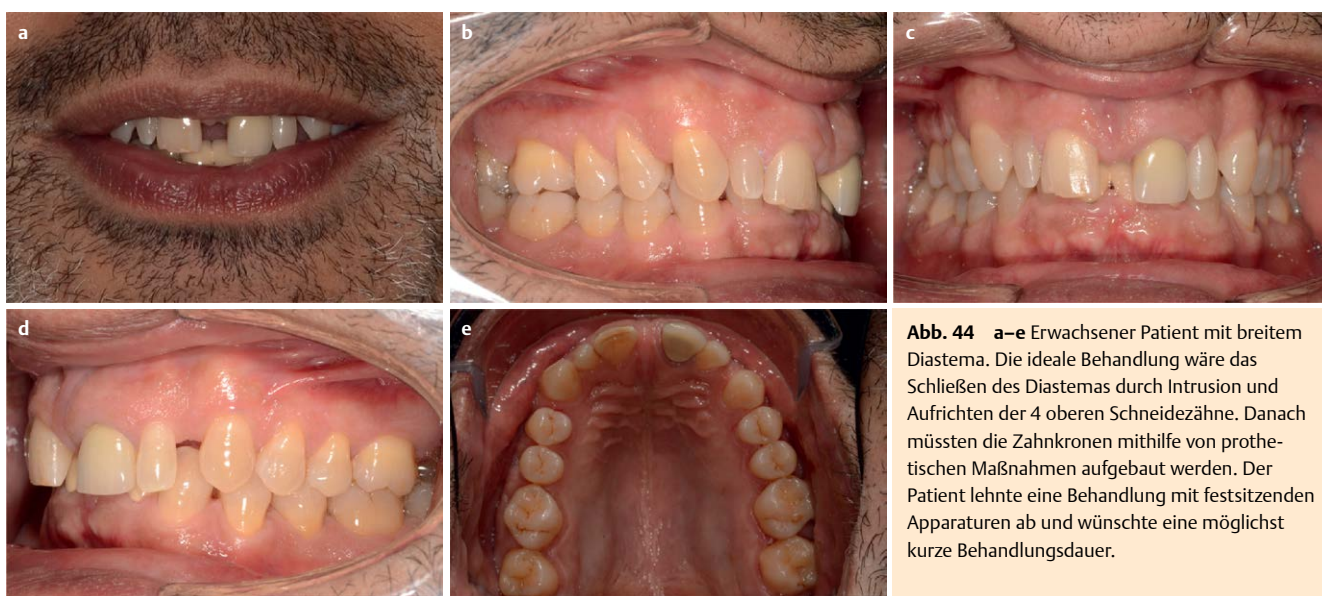 a
b
c
d
e
Abb. 44 a–e Erwachsener Patient mit breitem
Diastema. Die ideale Behandlung wäre das
Schließen des Diastemas durch Intrusion und
Aufrichten der 4 oberen Schneidezähne. Danach
müssten die Zahnkronen mithilfe von prothe-
tischen Maßnahmen aufgebaut werden. Der
Patient lehnte eine Behandlung mit festsitzenden
Apparaturen ab und wünschte eine möglichst
kurze Behandlungsdauer.